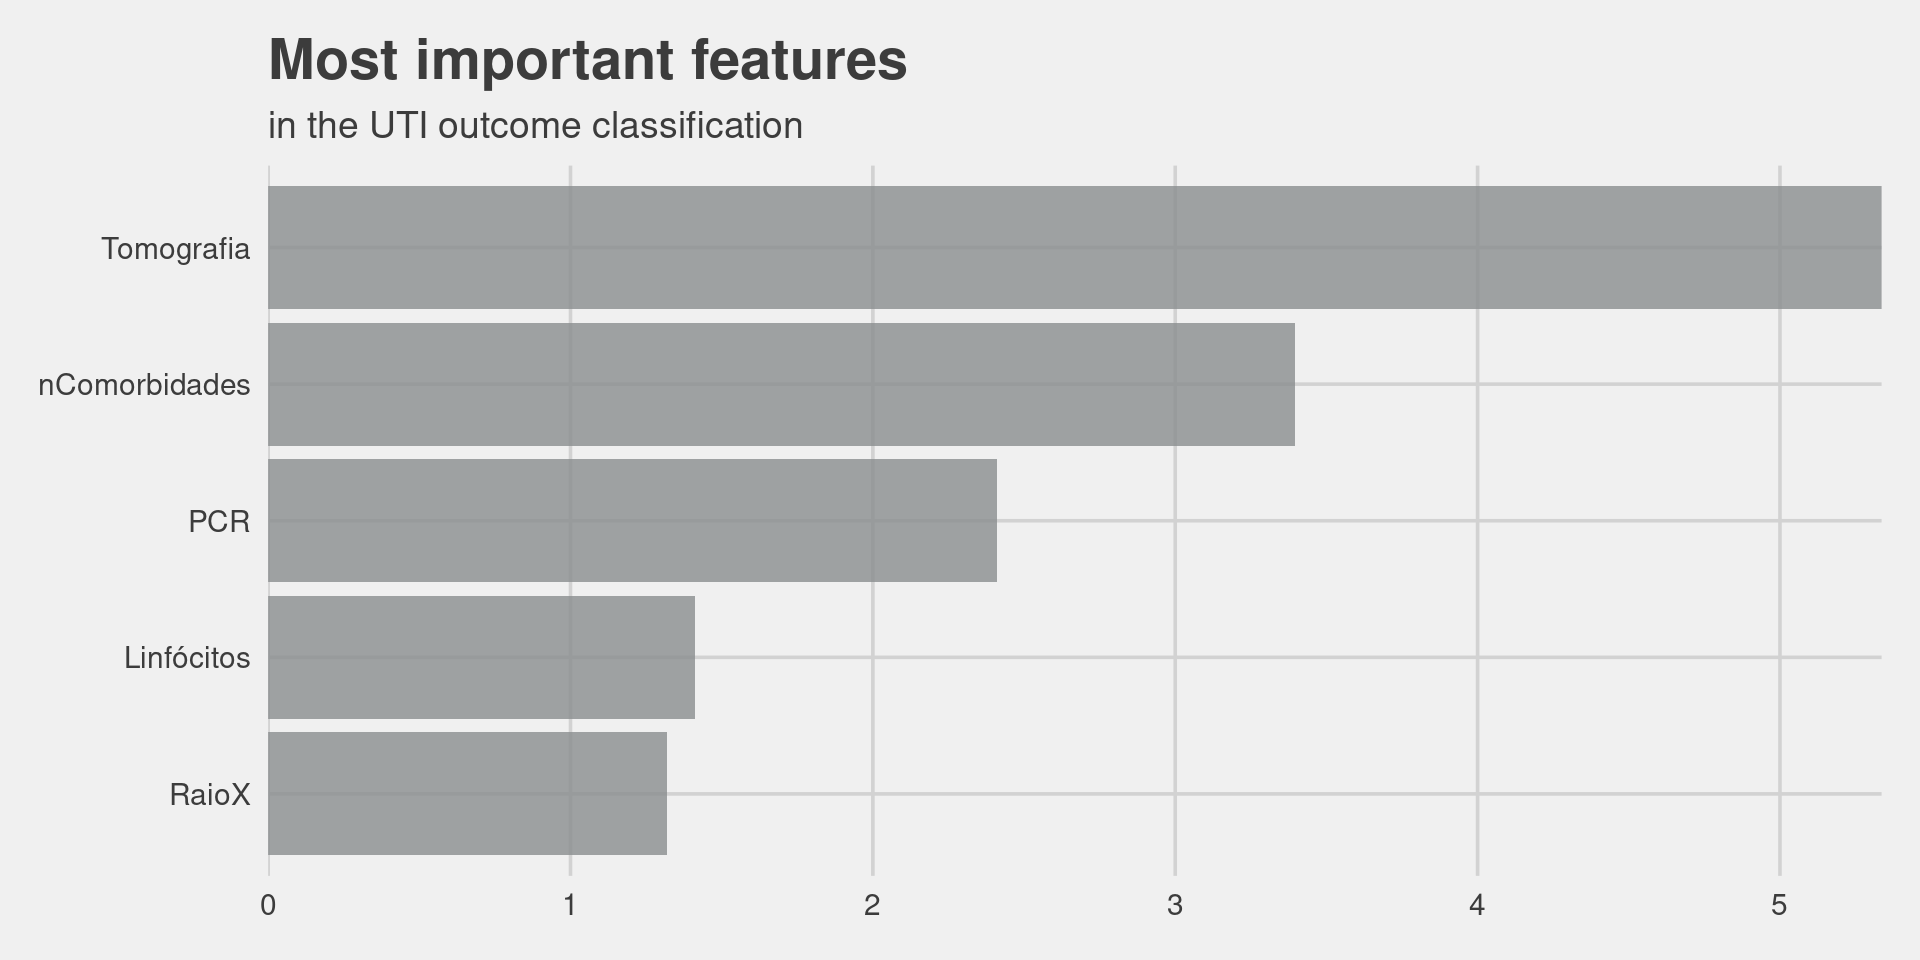 Most important features
in the UTI outcome classification
Tomografia
nComorbidades
PCR
Linfócitos
RaioX
0 1 2 3 4 5